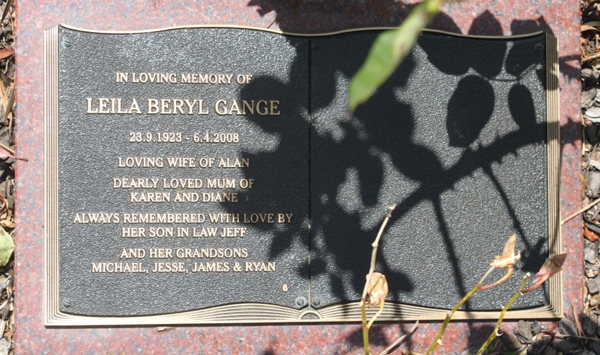 IN LOVING MEMORY OF
LEILA BERYL GANGE
23.9.1923 - 6.4.2008
LOVING WIFE OF ALAN
DEARLY LOVED MUM OF
KAREN AND DIANE
ALWAYS REMEMBERED WITH LOVE BY
HER SON IN LAW JEFF
AND HER GRANDSONS
MICHAEL, JESSE, JAMES & RYAN
8